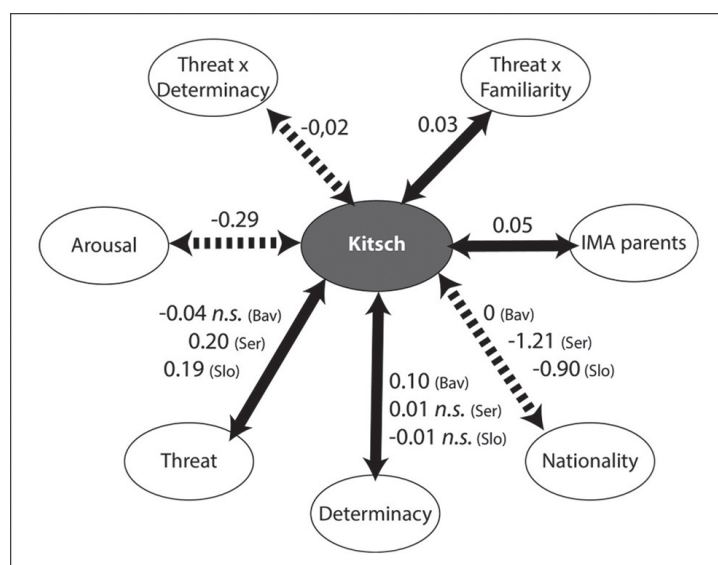 Threat x
Determinacy
Threat x
Familiarity
-0,02
0.03
Arousal
-0.29
Kitsch
0.05
IMA parents
-0.04 n.s. (Bav)
0.20 (Ser)
0.19 (Slo)
0 (Bav)
-1.21 (Ser)
-0.90 (Slo)
0.10 (Bav)
0.01 n.s. (Ser)
-0.01 n.s. (Slo)
Threat
Determinacy
Nationality